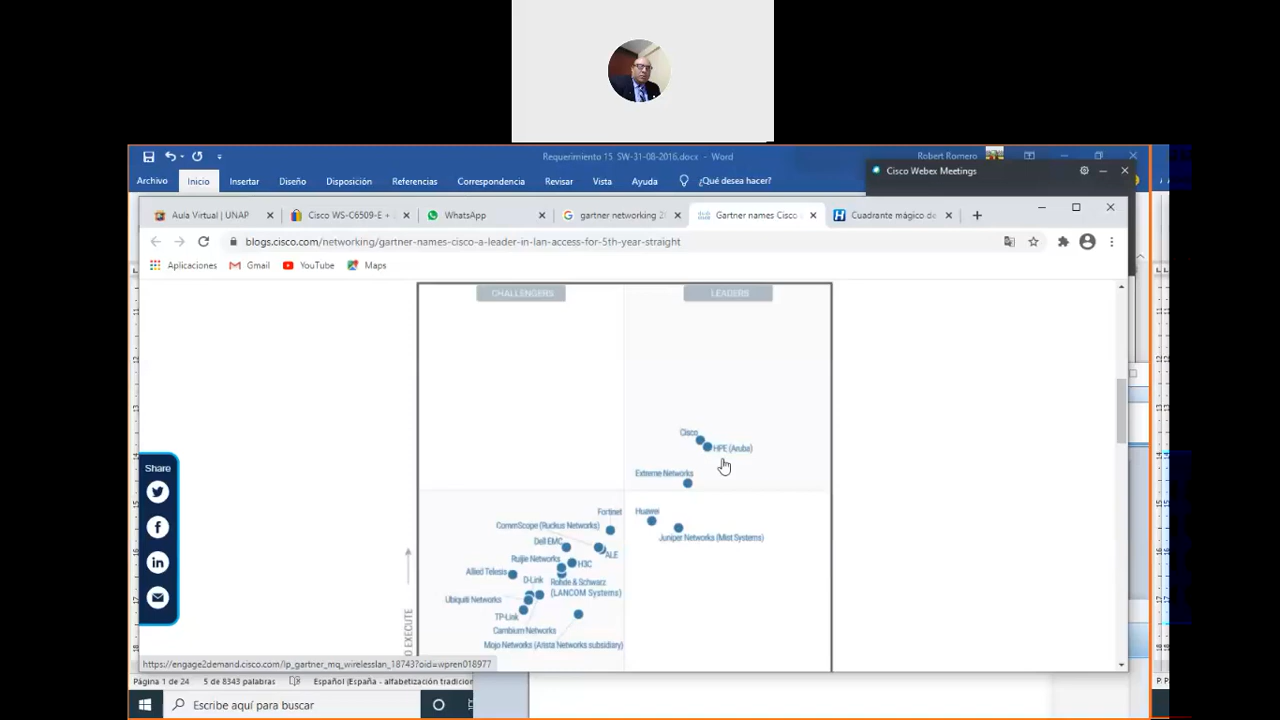 Requerimiento 15 SW-31-08-2016.docx - Word
Robert Romero
Archivo Inicio Insertar Diseño Disposición Referencias Correspondencia Revisar Vista Ayuda ¿Qué desea hacer?
Cisco Webex Meetings
Aula Virtual | UNAP
Cisco WS-C6509-E +
WhatsApp
gartner networking 2
Gartner names Cisco
Cuadrante mágico de
blogs.cisco.com/networking/gartner-names-cisco-a-leader-in-lan-access-for-5th-year-straight
Aplicaciones Gmail YouTube Maps
CHALLENGERS LEADERS
Cisco
HPE (Aruba)
Extreme Networks
Fortinet
Huawei
CommScope (Ruckus Networks)
Juniper Networks (Mist Systems)
Dell EMC
ALE
Ruijie Networks
H3C
Allied Telesis
D-Link
Rohde & Schwarz
(LANCOM Systems)
Ubiquiti Networks
TP-Link
Cambium Networks
Mojo Networks (Arista Networks subsidiary)
EXECUTE
Share
https://engage2demand.cisco.com/lp_gartner_mq_wirelesslan_18743?oid=wpren018977
Página 1 de 24 5 de 8343 palabras Español (España - alfabetización tradicion
Escribe aquí para buscar